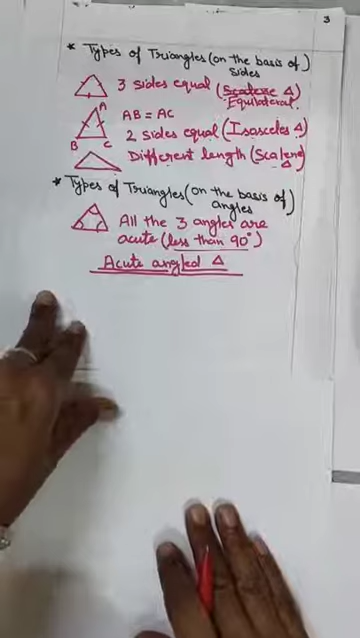 3
* Types of Triangles (on the basis of)
sides
3 sides equal (Scalene Δ)
Equilateral
A
AB = AC
B C 2 sides equal (Isosceles Δ)
Different length (Scalene
Δ)
* Types of Triangles (on the basis of)
angles
All the 3 angles are
acute (less than 90°)
Acute angled Δ